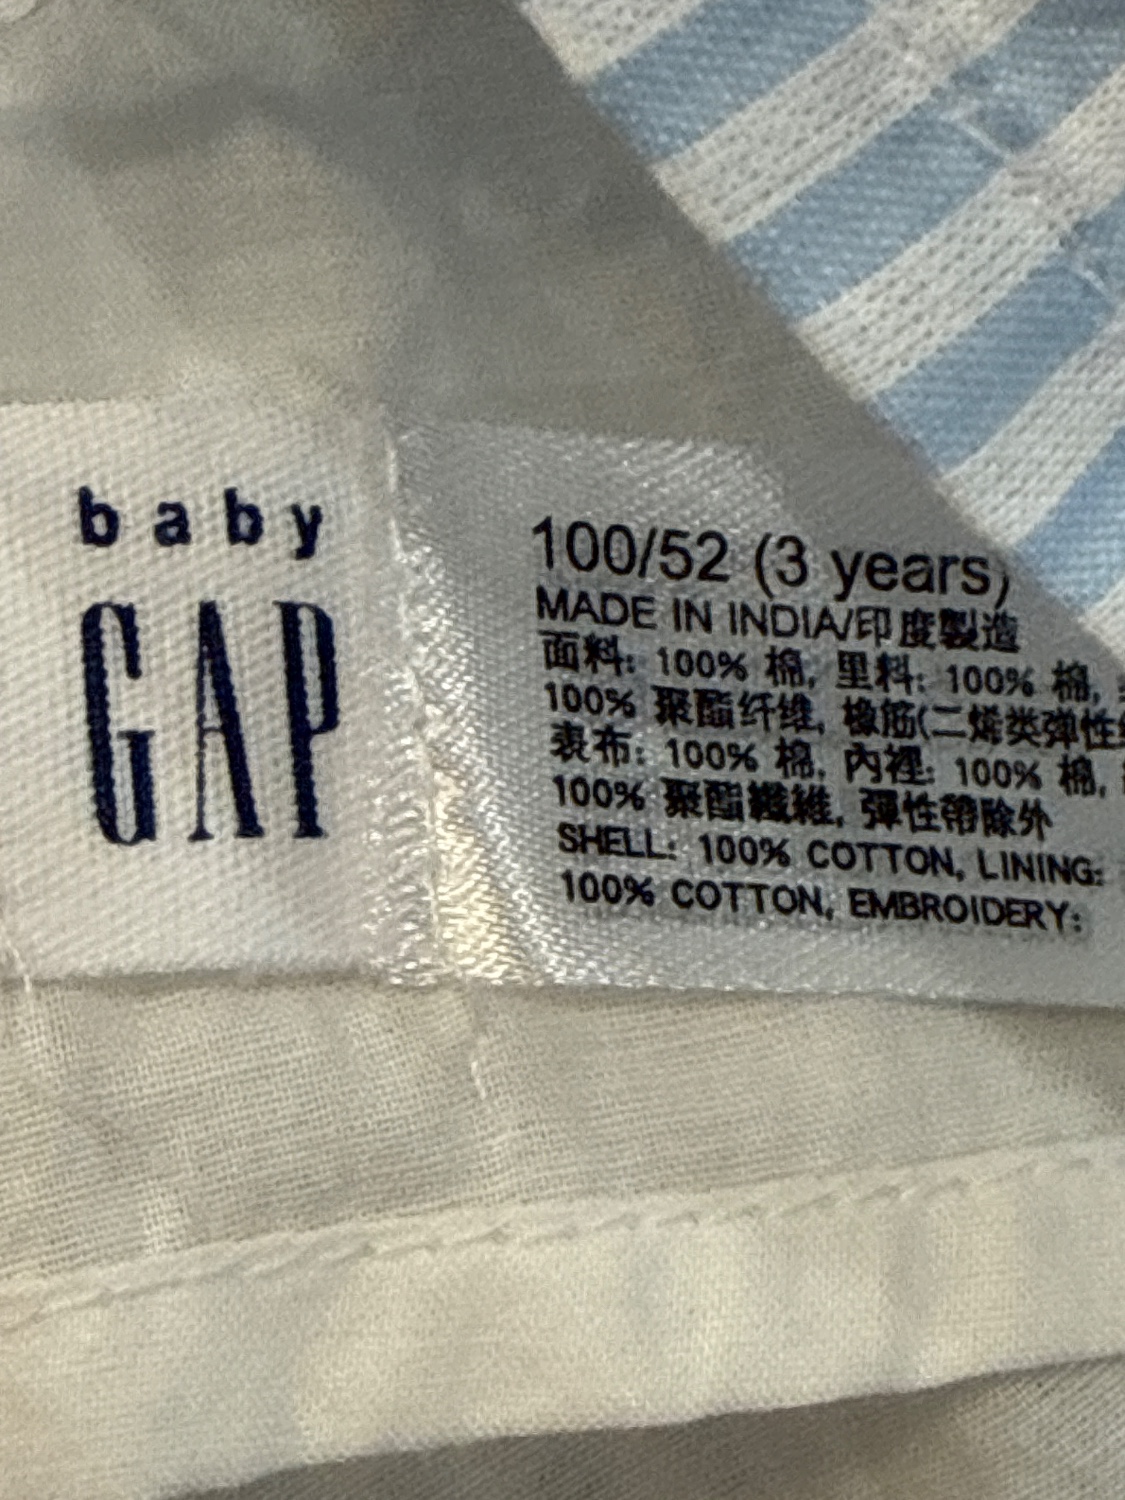 baby
GAP
100/52 (3 years)
MADE IN INDIA/印度製造
面料: 100% 棉, 里料: 100% 棉,
100% 聚酯纤维, 橡筋(二烯类弹性
表布: 100% 棉, 內裡: 100% 棉,
100% 聚酯纖維, 彈性帶除外
SHELL: 100% COTTON, LINING:
100% COTTON, EMBROIDERY: